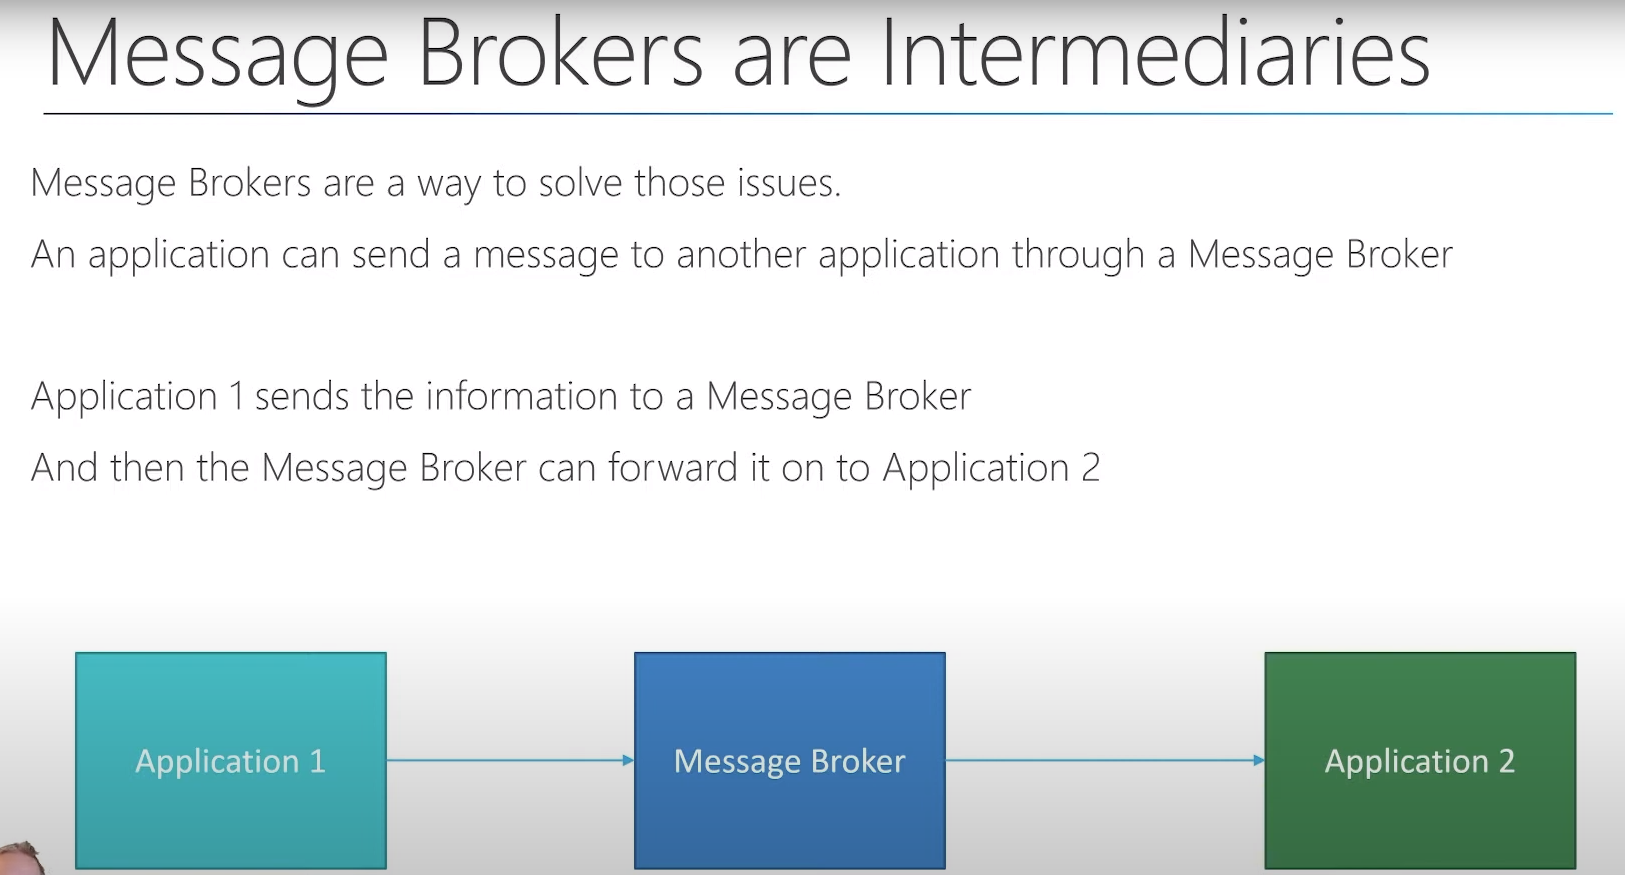 Message Brokers are Intermediaries
Message Brokers are a way to solve those issues.
An application can send a message to another application through a Message Broker
Application 1 sends the information to a Message Broker
And then the Message Broker can forward it on to Application 2
Application 1
Message Broker
Application 2